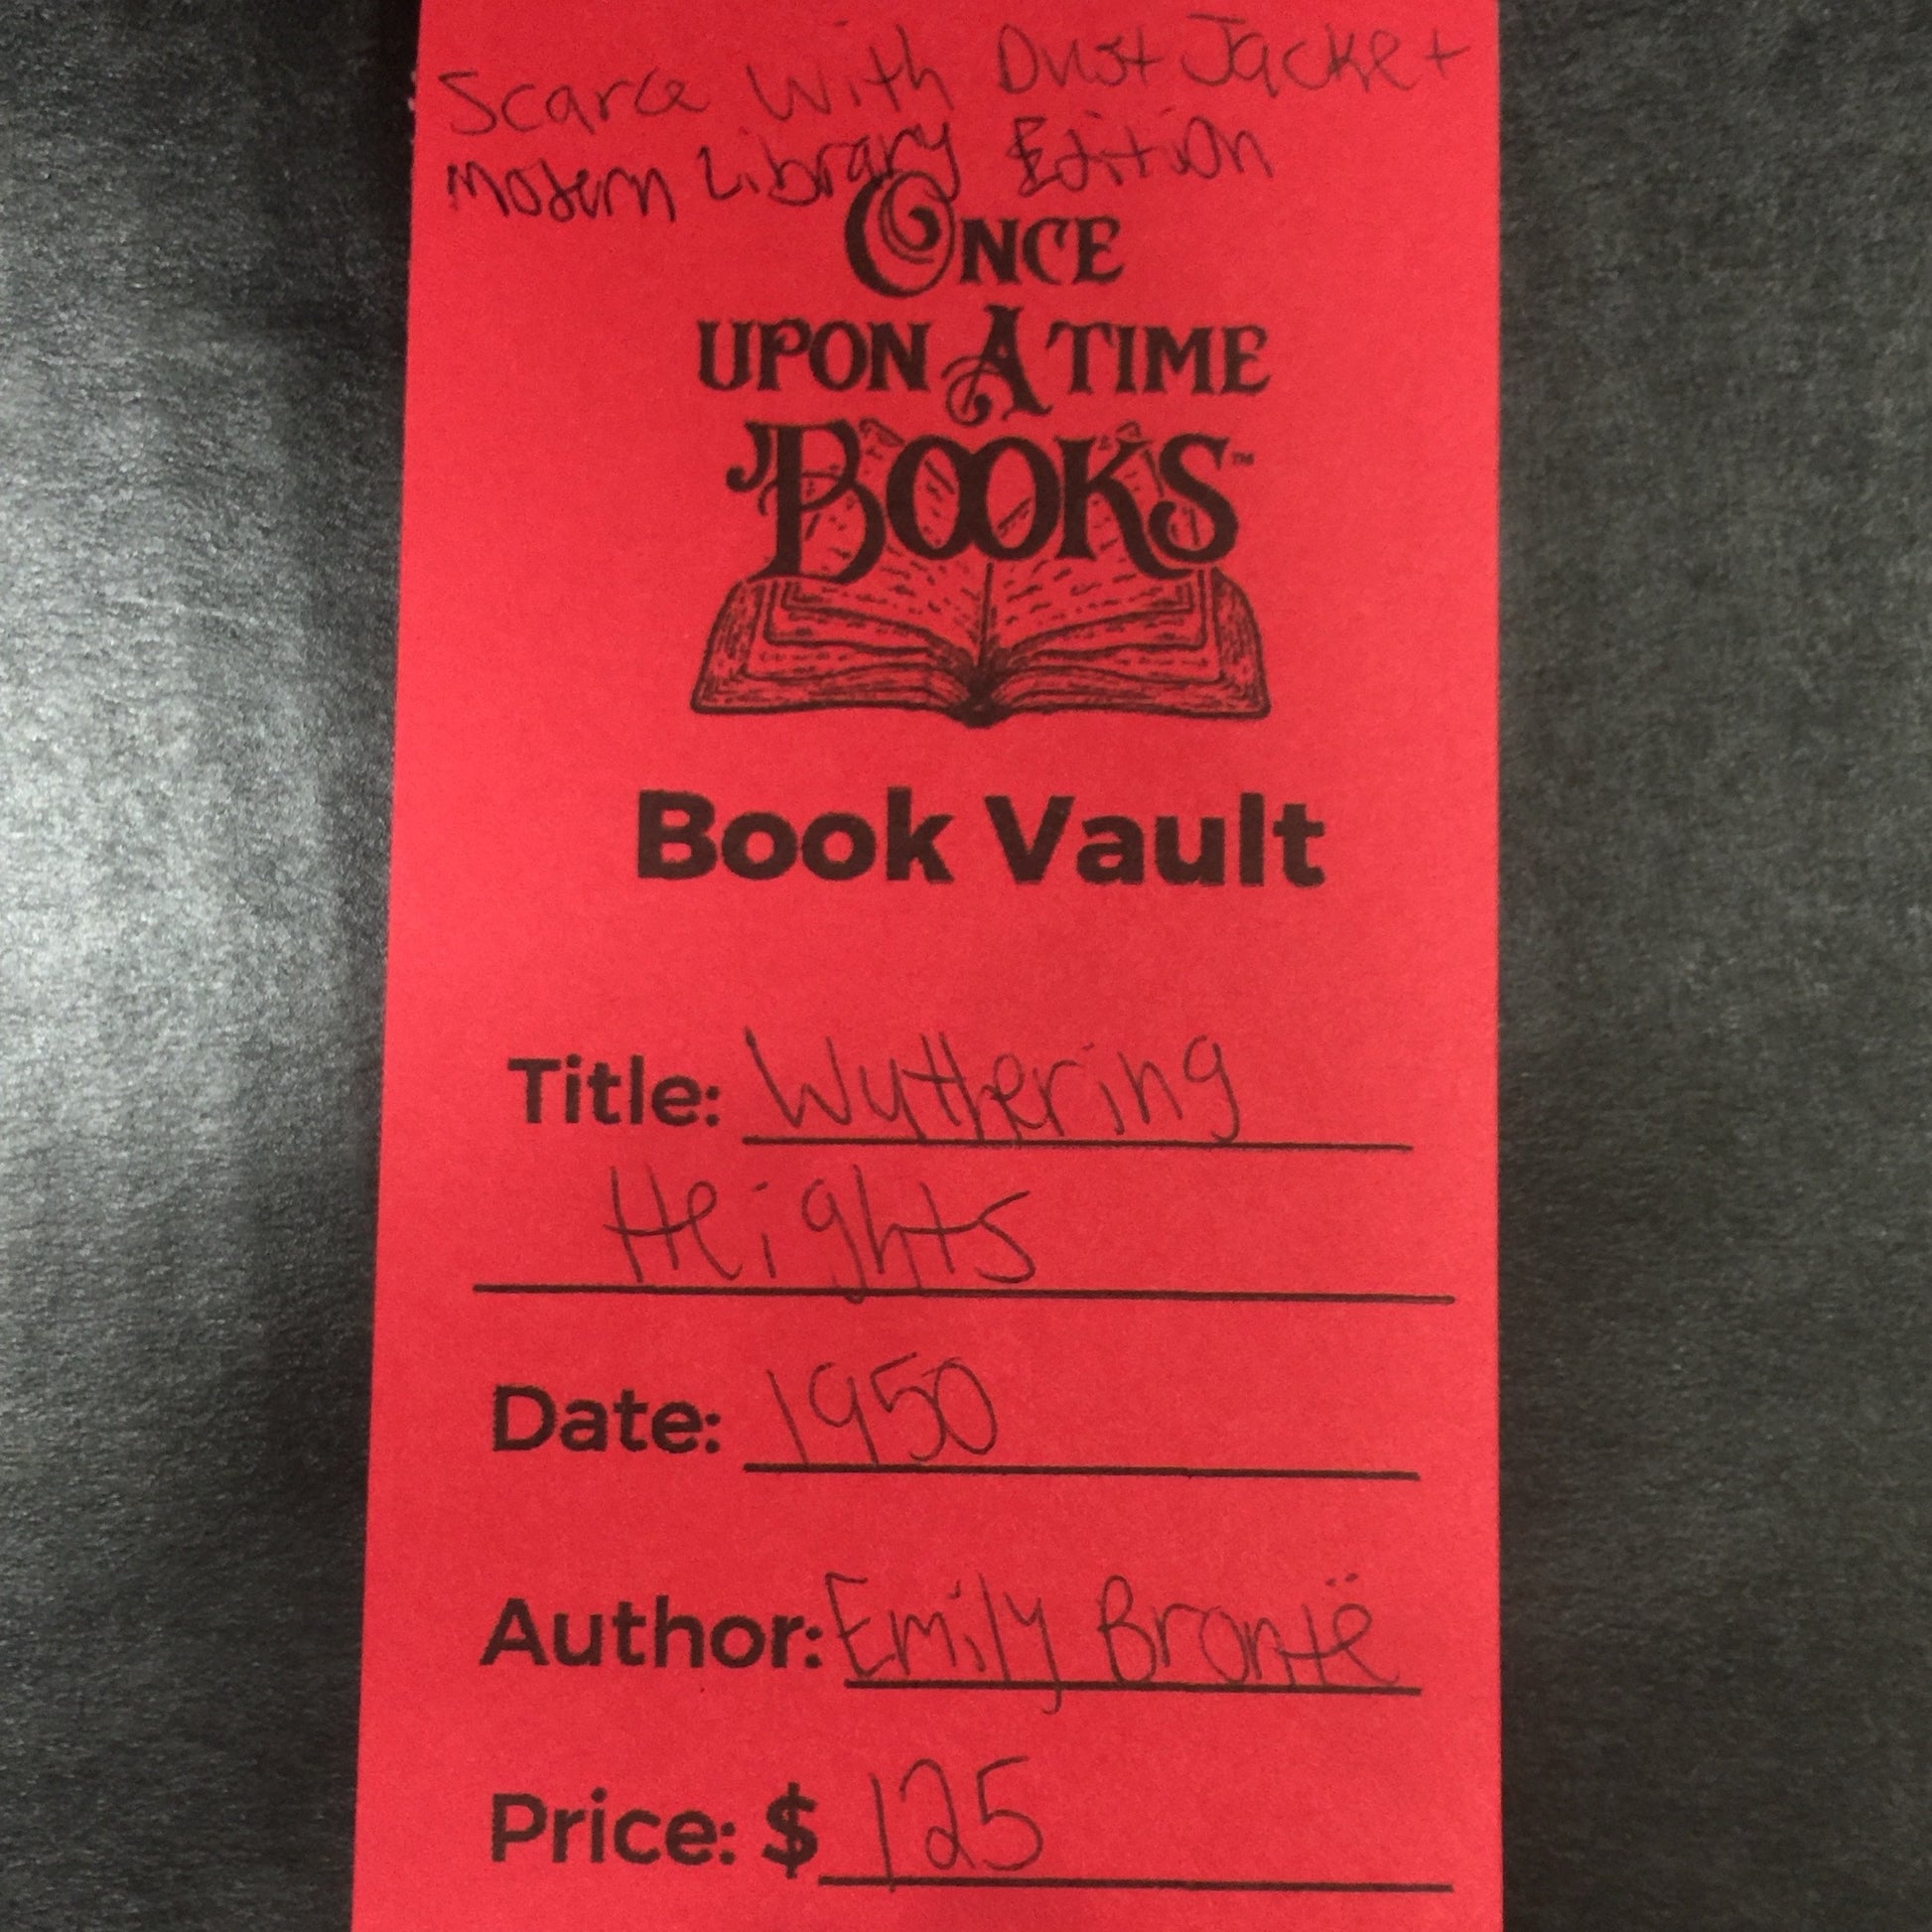 Scarce With Dust Jacket
Modern Library Edition
ONCE
UPON A TIME
BOOKS™
Book Vault
Title: Wuthering
Heights
Date: 1950
Author: Emily Brontë
Price: $ 125